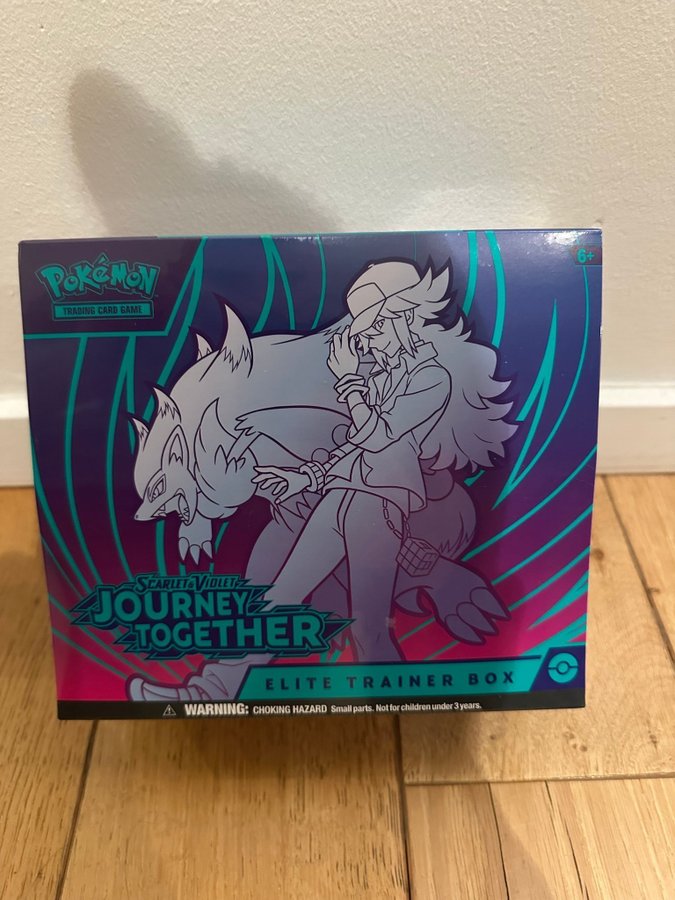 POKéMON
TRADING CARD GAME
6+
SCARLET & VIOLET
JOURNEY
TOGETHER
ELITE TRAINER BOX
WARNING: CHOKING HAZARD Small parts. Not for children under 3 years.